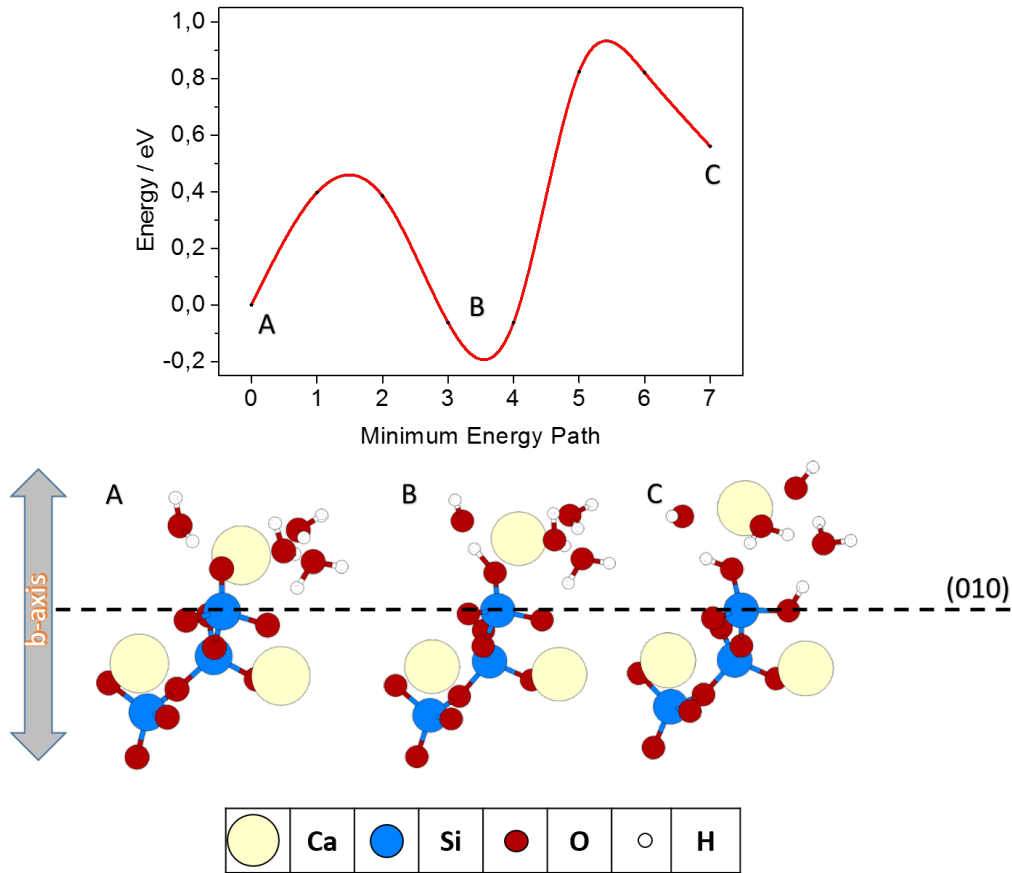 1,0
0,8
0,6
0,4
0,2
0,0
-0,2
Energy / eV
A
B
C
0 1 2 3 4 5 6 7
Minimum Energy Path
A
B
C
b-axis
(010)
Ca Si O H